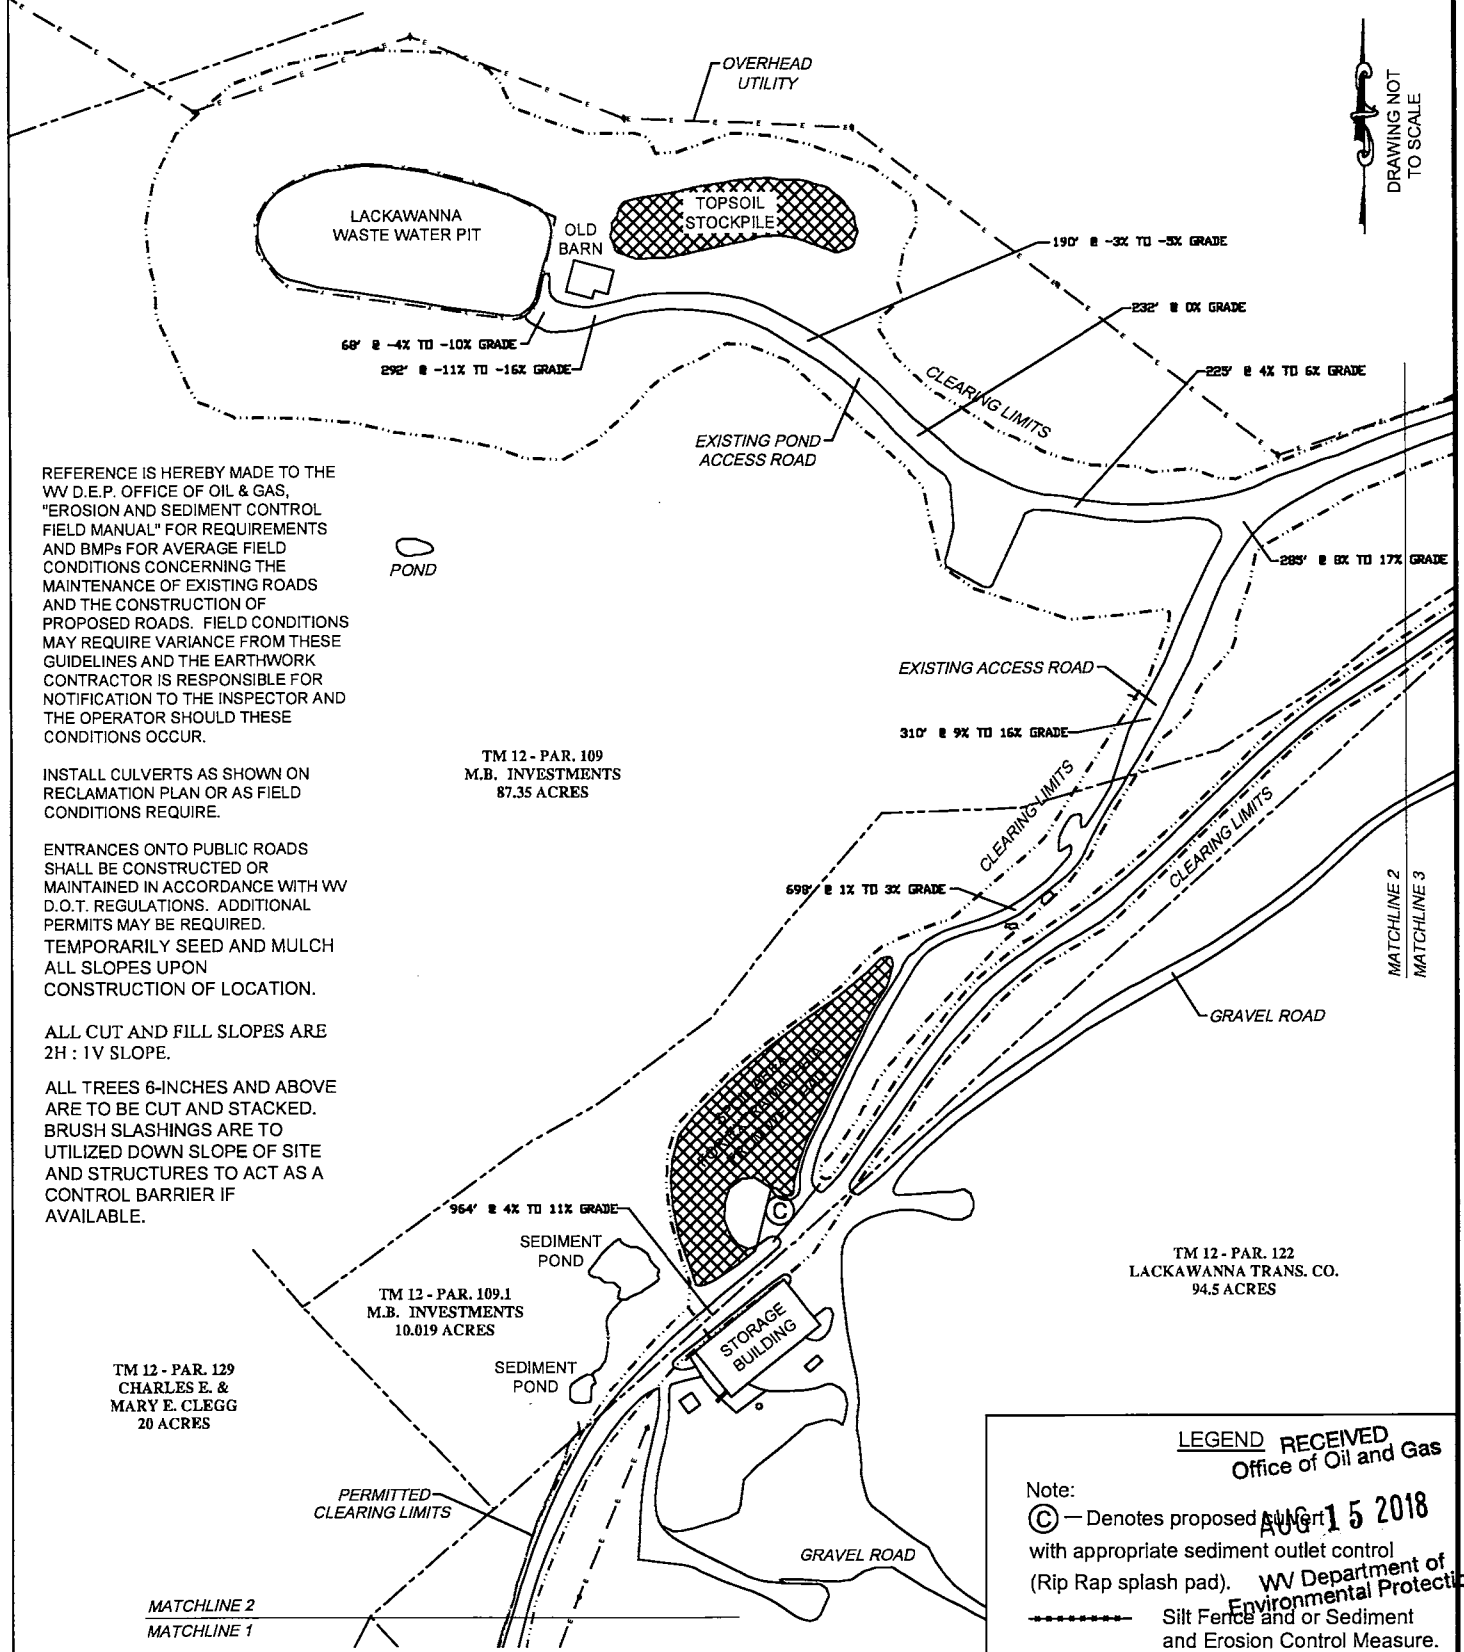 OVERHEAD
UTILITY
DRAWING NOT
TO SCALE
LACKAWANNA
WASTE WATER PIT
OLD
BARN
TOPSOIL
STOCKPILE
190' @ -3% TO -5% GRADE
232' @ 0% GRADE
68' @ -4% TO -10% GRADE
292' @ -11% TO -16% GRADE
225' @ 4% TO 6% GRADE
CLEARING LIMITS
EXISTING POND
ACCESS ROAD
REFERENCE IS HEREBY MADE TO THE
WV D.E.P. OFFICE OF OIL & GAS,
"EROSION AND SEDIMENT CONTROL
FIELD MANUAL" FOR REQUIREMENTS
AND BMPs FOR AVERAGE FIELD
CONDITIONS CONCERNING THE
MAINTENANCE OF EXISTING ROADS
AND THE CONSTRUCTION OF
PROPOSED ROADS. FIELD CONDITIONS
MAY REQUIRE VARIANCE FROM THESE
GUIDELINES AND THE EARTHWORK
CONTRACTOR IS RESPONSIBLE FOR
NOTIFICATION TO THE INSPECTOR AND
THE OPERATOR SHOULD THESE
CONDITIONS OCCUR.
INSTALL CULVERTS AS SHOWN ON
RECLAMATION PLAN OR AS FIELD
CONDITIONS REQUIRE.
ENTRANCES ONTO PUBLIC ROADS
SHALL BE CONSTRUCTED OR
MAINTAINED IN ACCORDANCE WITH WV
D.O.T. REGULATIONS. ADDITIONAL
PERMITS MAY BE REQUIRED.
TEMPORARILY SEED AND MULCH
ALL SLOPES UPON
CONSTRUCTION OF LOCATION.
ALL CUT AND FILL SLOPES ARE
2H : 1V SLOPE.
ALL TREES 6-INCHES AND ABOVE
ARE TO BE CUT AND STACKED.
BRUSH SLASHINGS ARE TO
UTILIZED DOWN SLOPE OF SITE
AND STRUCTURES TO ACT AS A
CONTROL BARRIER IF
AVAILABLE.
POND
285' @ 8% TO 17% GRADE
EXISTING ACCESS ROAD
310' @ 9% TO 16% GRADE
TM 12 - PAR. 109
M.B. INVESTMENTS
87.35 ACRES
CLEARING LIMITS
CLEARING LIMITS
698' @ 1% TO 3% GRADE
MATCHLINE 2
MATCHLINE 3
GRAVEL ROAD
C
964' @ 4% TO 11% GRADE
SEDIMENT
POND
TM 12 - PAR. 122
LACKAWANNA TRANS. CO.
94.5 ACRES
TM 12 - PAR. 109.1
M.B. INVESTMENTS
10.019 ACRES
STORAGE
BUILDING
SEDIMENT
POND
TM 12 - PAR. 129
CHARLES E. &
MARY E. CLEGG
20 ACRES
PERMITTED
CLEARING LIMITS
GRAVEL ROAD
MATCHLINE 2
MATCHLINE 1
LEGEND
RECEIVED
Office of Oil and Gas
AUG 15 2018
WV Department of
Environmental Protecti
Note:
C — Denotes proposed culvert
with appropriate sediment outlet control
(Rip Rap splash pad).
Silt Fence and or Sediment
and Erosion Control Measure.